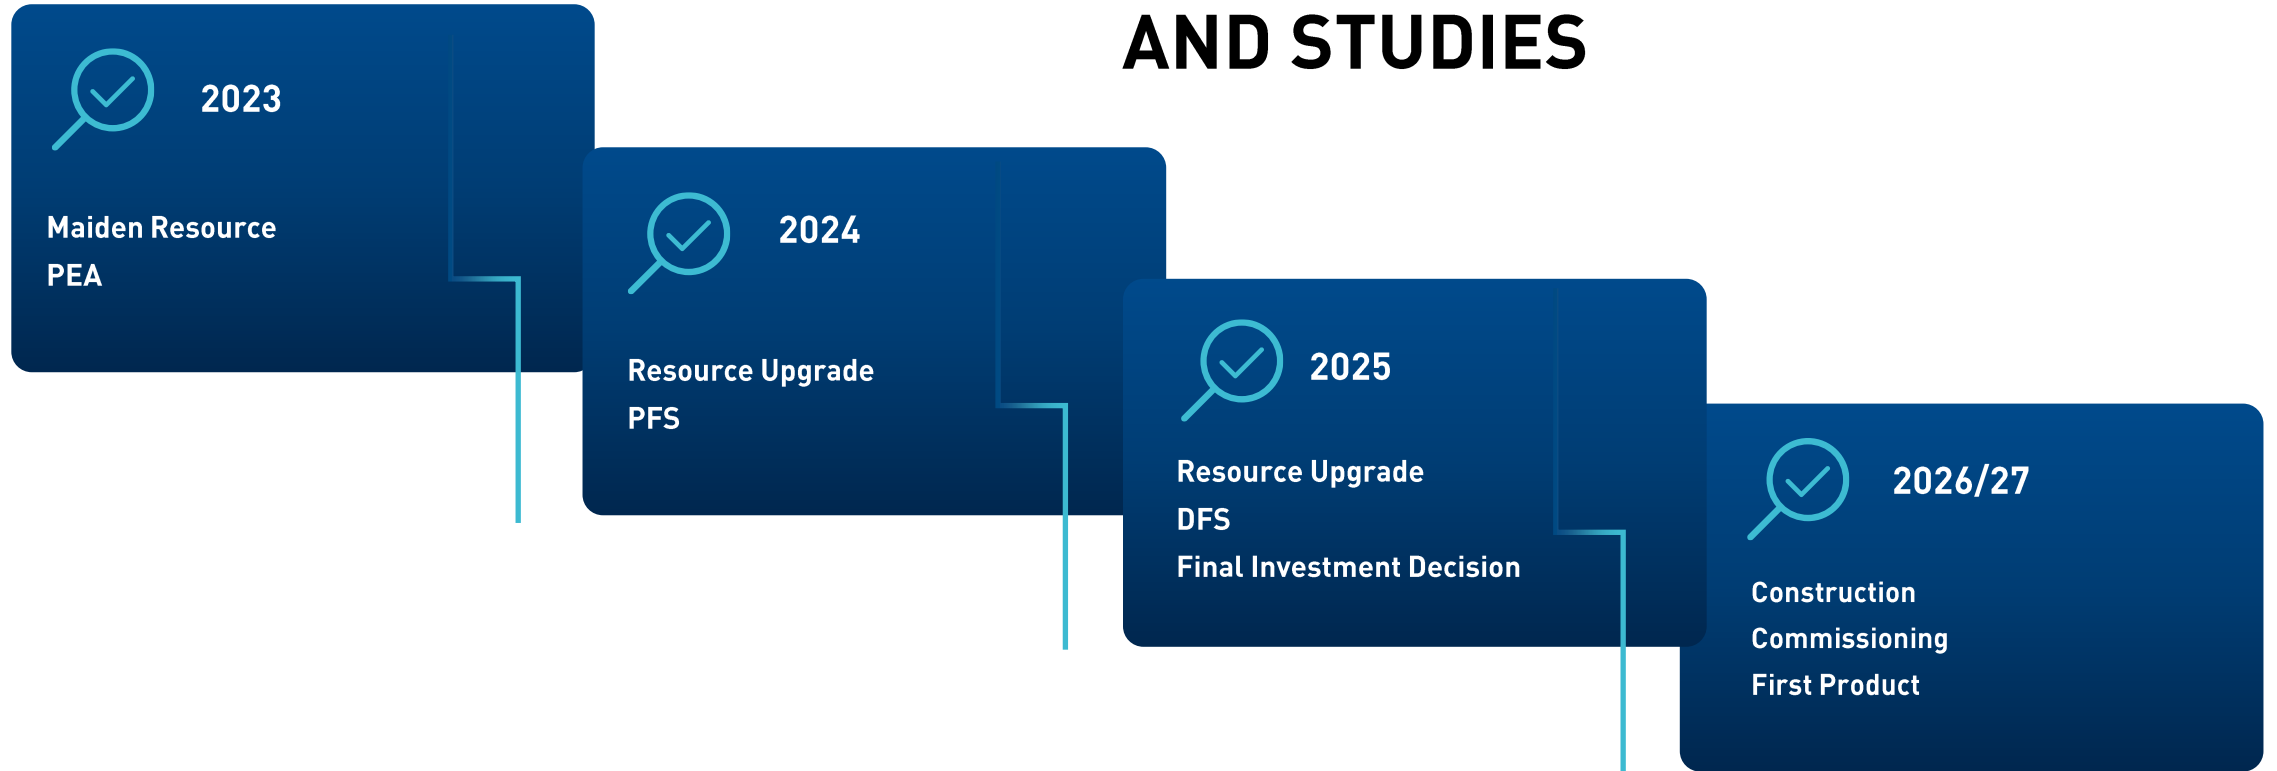 AND STUDIES
2023
Maiden Resource
PEA
2024
Resource Upgrade
PFS
2025
Resource Upgrade
DFS
Final Investment Decision
2026/27
Construction
Commissioning
First Product